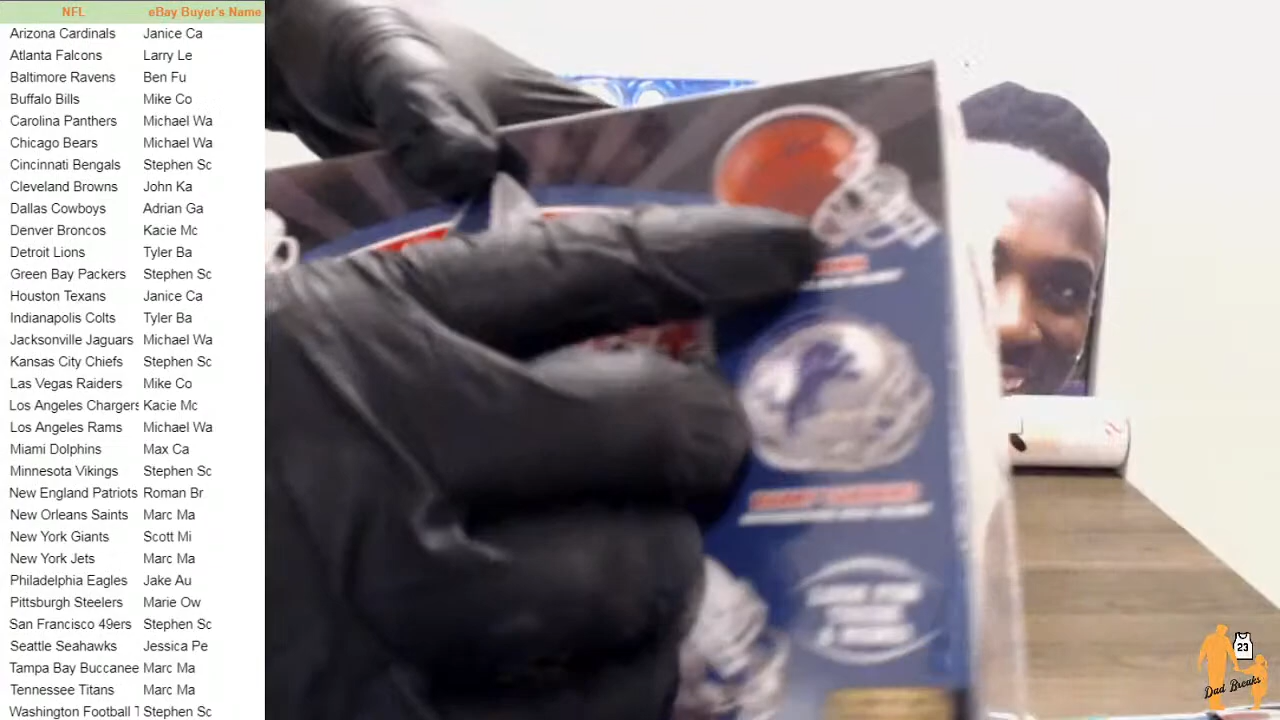 NFL eBay Buyer's Name
Arizona Cardinals Janice Ca
Atlanta Falcons Larry Le
Baltimore Ravens Ben Fu
Buffalo Bills Mike Co
Carolina Panthers Michael Wa
Chicago Bears Michael Wa
Cincinnati Bengals Stephen Sc
Cleveland Browns John Ka
Dallas Cowboys Adrian Ga
Denver Broncos Kacie Mc
Detroit Lions Tyler Ba
Green Bay Packers Stephen Sc
Houston Texans Janice Ca
Indianapolis Colts Tyler Ba
Jacksonville Jaguars Michael Wa
Kansas City Chiefs Stephen Sc
Las Vegas Raiders Mike Co
Los Angeles Chargers Kacie Mc
Los Angeles Rams Michael Wa
Miami Dolphins Max Ca
Minnesota Vikings Stephen Sc
New England Patriots Roman Br
New Orleans Saints Marc Ma
New York Giants Scott Mi
New York Jets Marc Ma
Philadelphia Eagles Jake Au
Pittsburgh Steelers Marie Ow
San Francisco 49ers Stephen Sc
Seattle Seahawks Jessica Pe
Tampa Bay Buccanee Marc Ma
Tennessee Titans Marc Ma
Washington Football T Stephen Sc
23
Dad Breaks